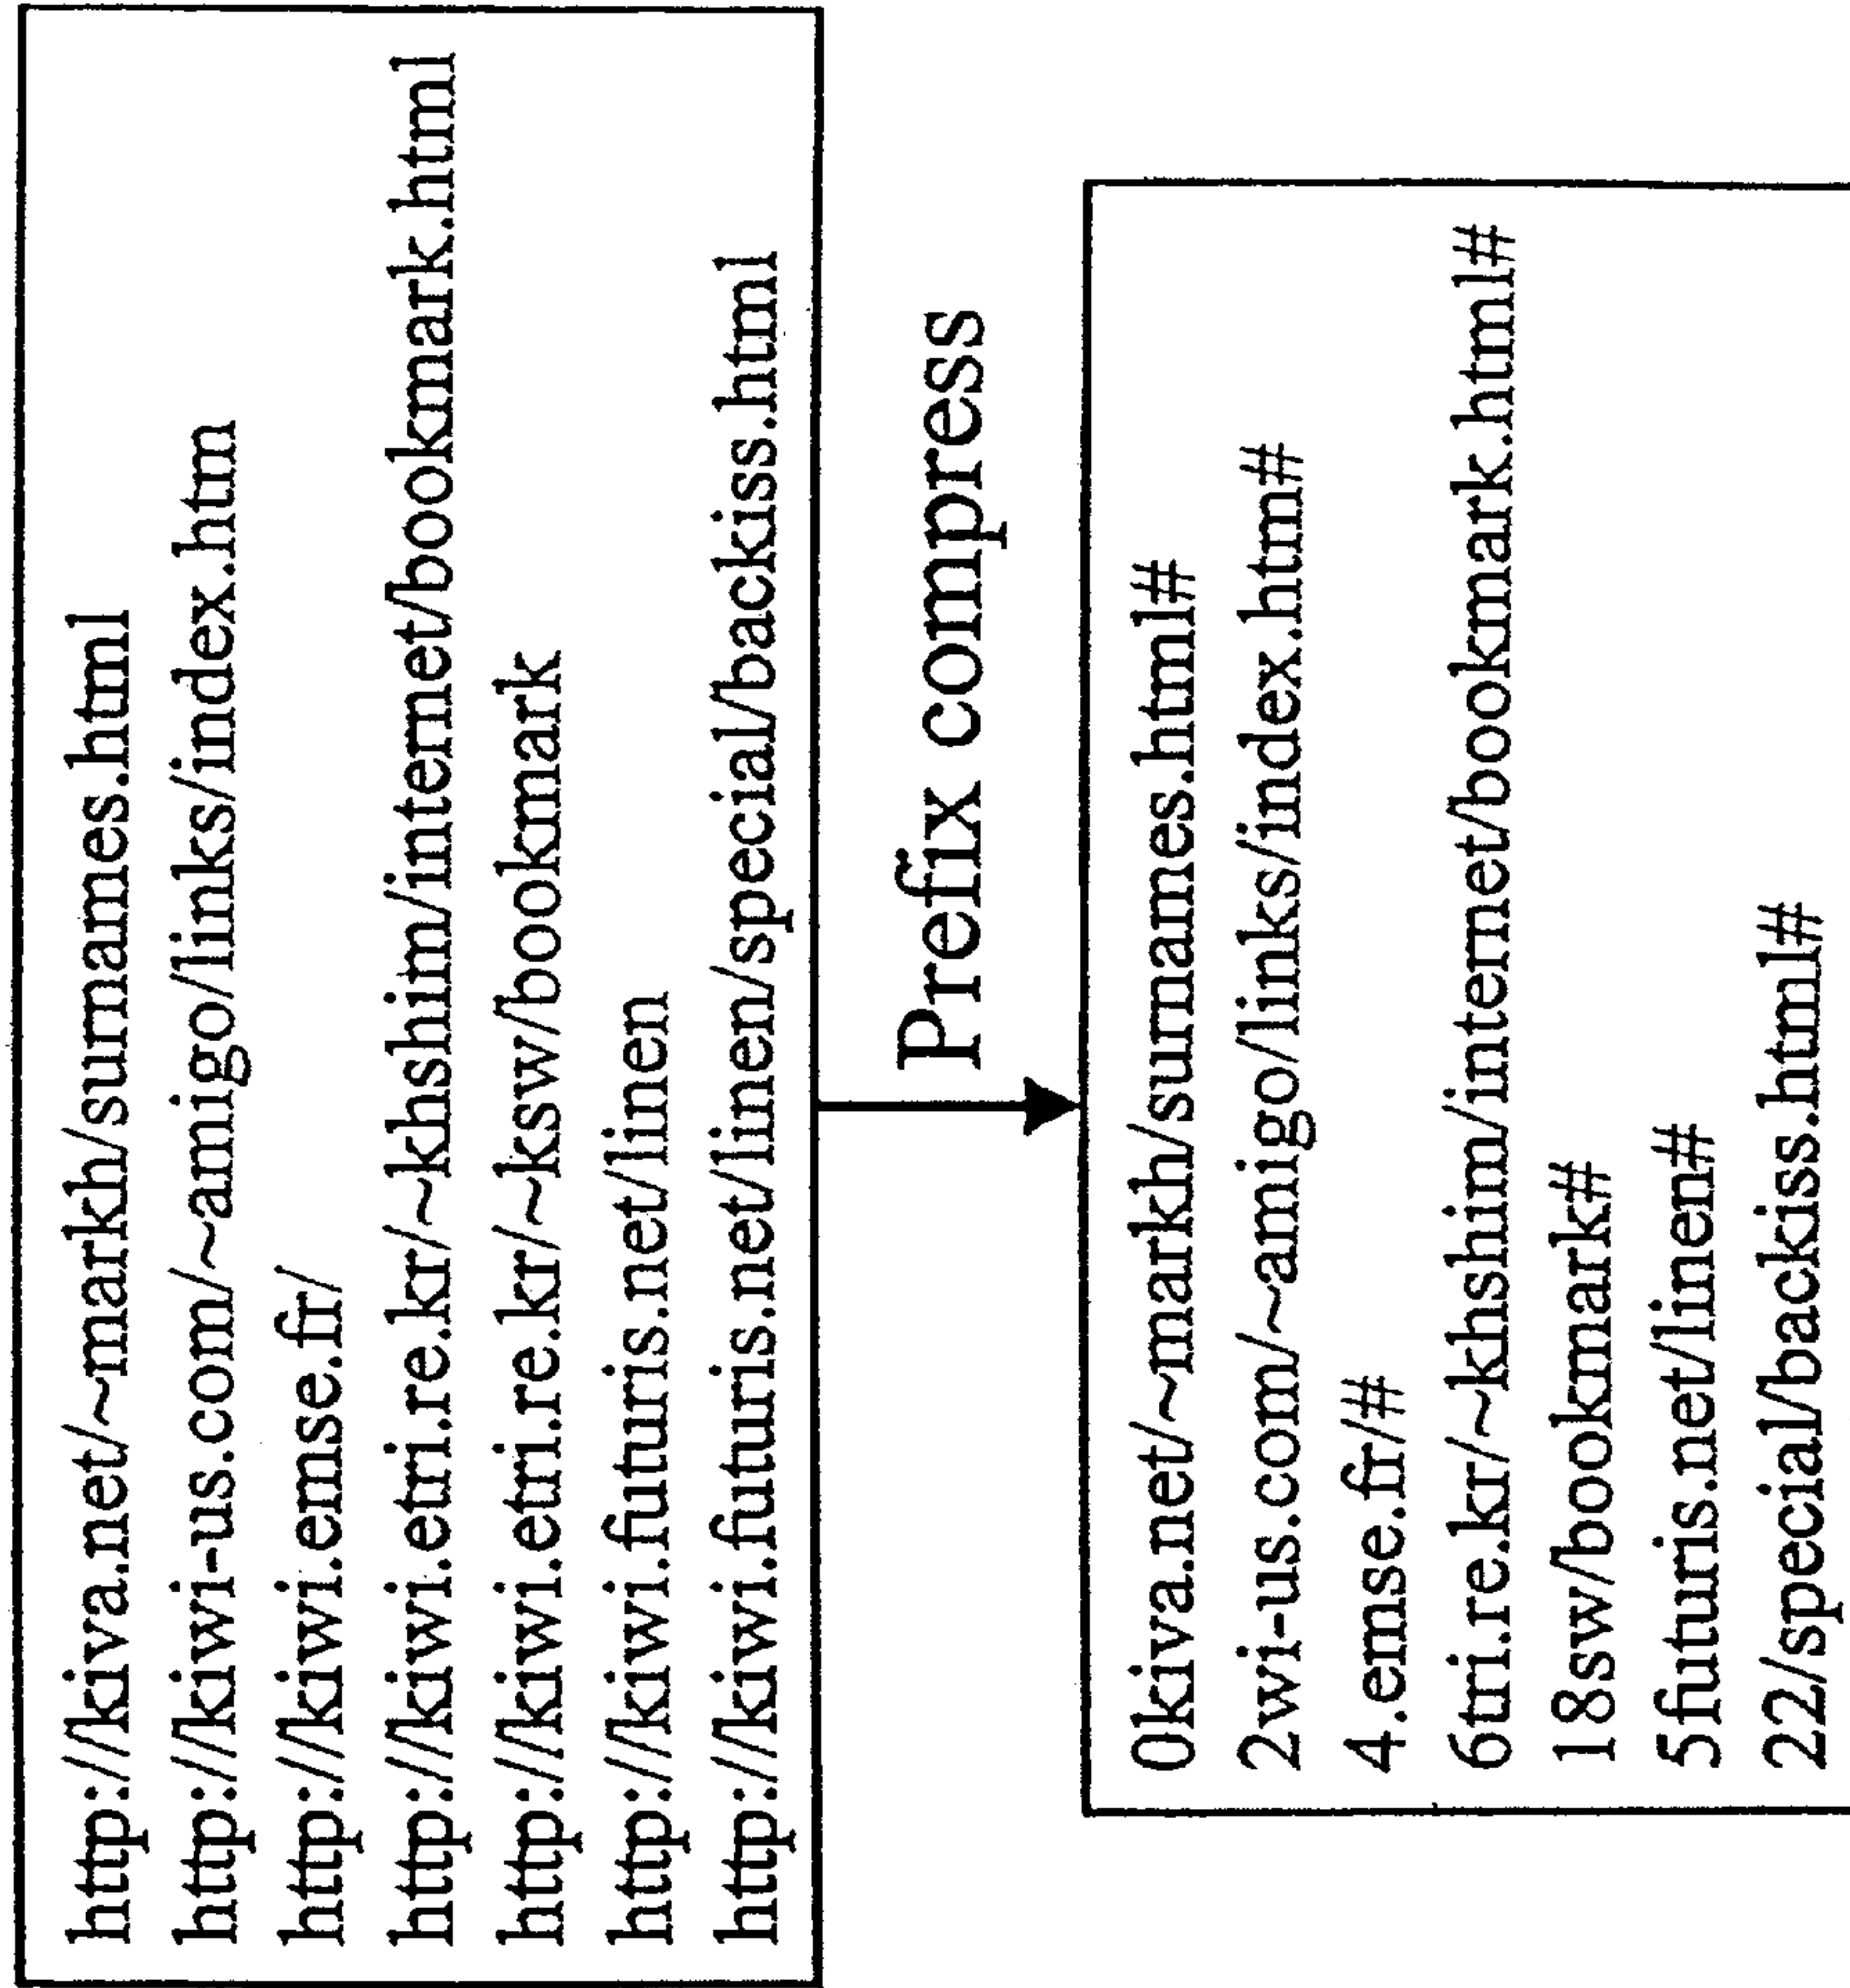 http://kiva.net/~markh/surnames.html
http://kiwi-us.com/~amigo/links/index.htm
http://kiwi.emse.fr/
http://kiwi.etri.re.kr/~khshim/internet/bookmark.html
http://kiwi.etri.re.kr/~ksw/bookmark
http://kiwi.futuris.net/linen
http://kiwi.futuris.net/linen/special/backiss.html
Prefix compress
0kiva.net/~markh/surnames.html#
2wi-us.com/~amigo/links/index.htm#
4.emse.fr/#
6tri.re.kr/~khshim/internet/bookmark.html#
18sw/bookmark#
5futuris.net/linen#
22/special/backiss.html#